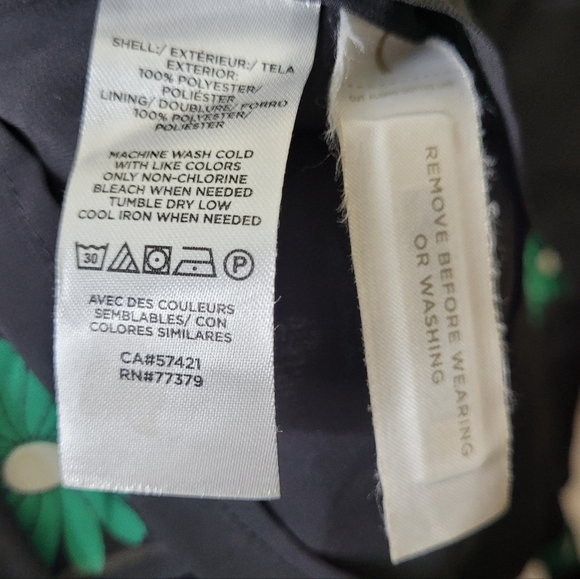 SHELL:/ EXTÉRIEUR:/ TELA
EXTERIOR:
100% POLYESTER/
POLIÉSTER
LINING/ DOUBLURE/ FORRO
100% POLYESTER/
POLIÉSTER
MACHINE WASH COLD
WITH LIKE COLORS
ONLY NON-CHLORINE
BLEACH WHEN NEEDED
TUMBLE DRY LOW
COOL IRON WHEN NEEDED
30 P
AVEC DES COULEURS
SEMBLABLES/ CON
COLORES SIMILARES
CA#57421
RN#77379
REMOVE BEFORE WEARING
OR WASHING